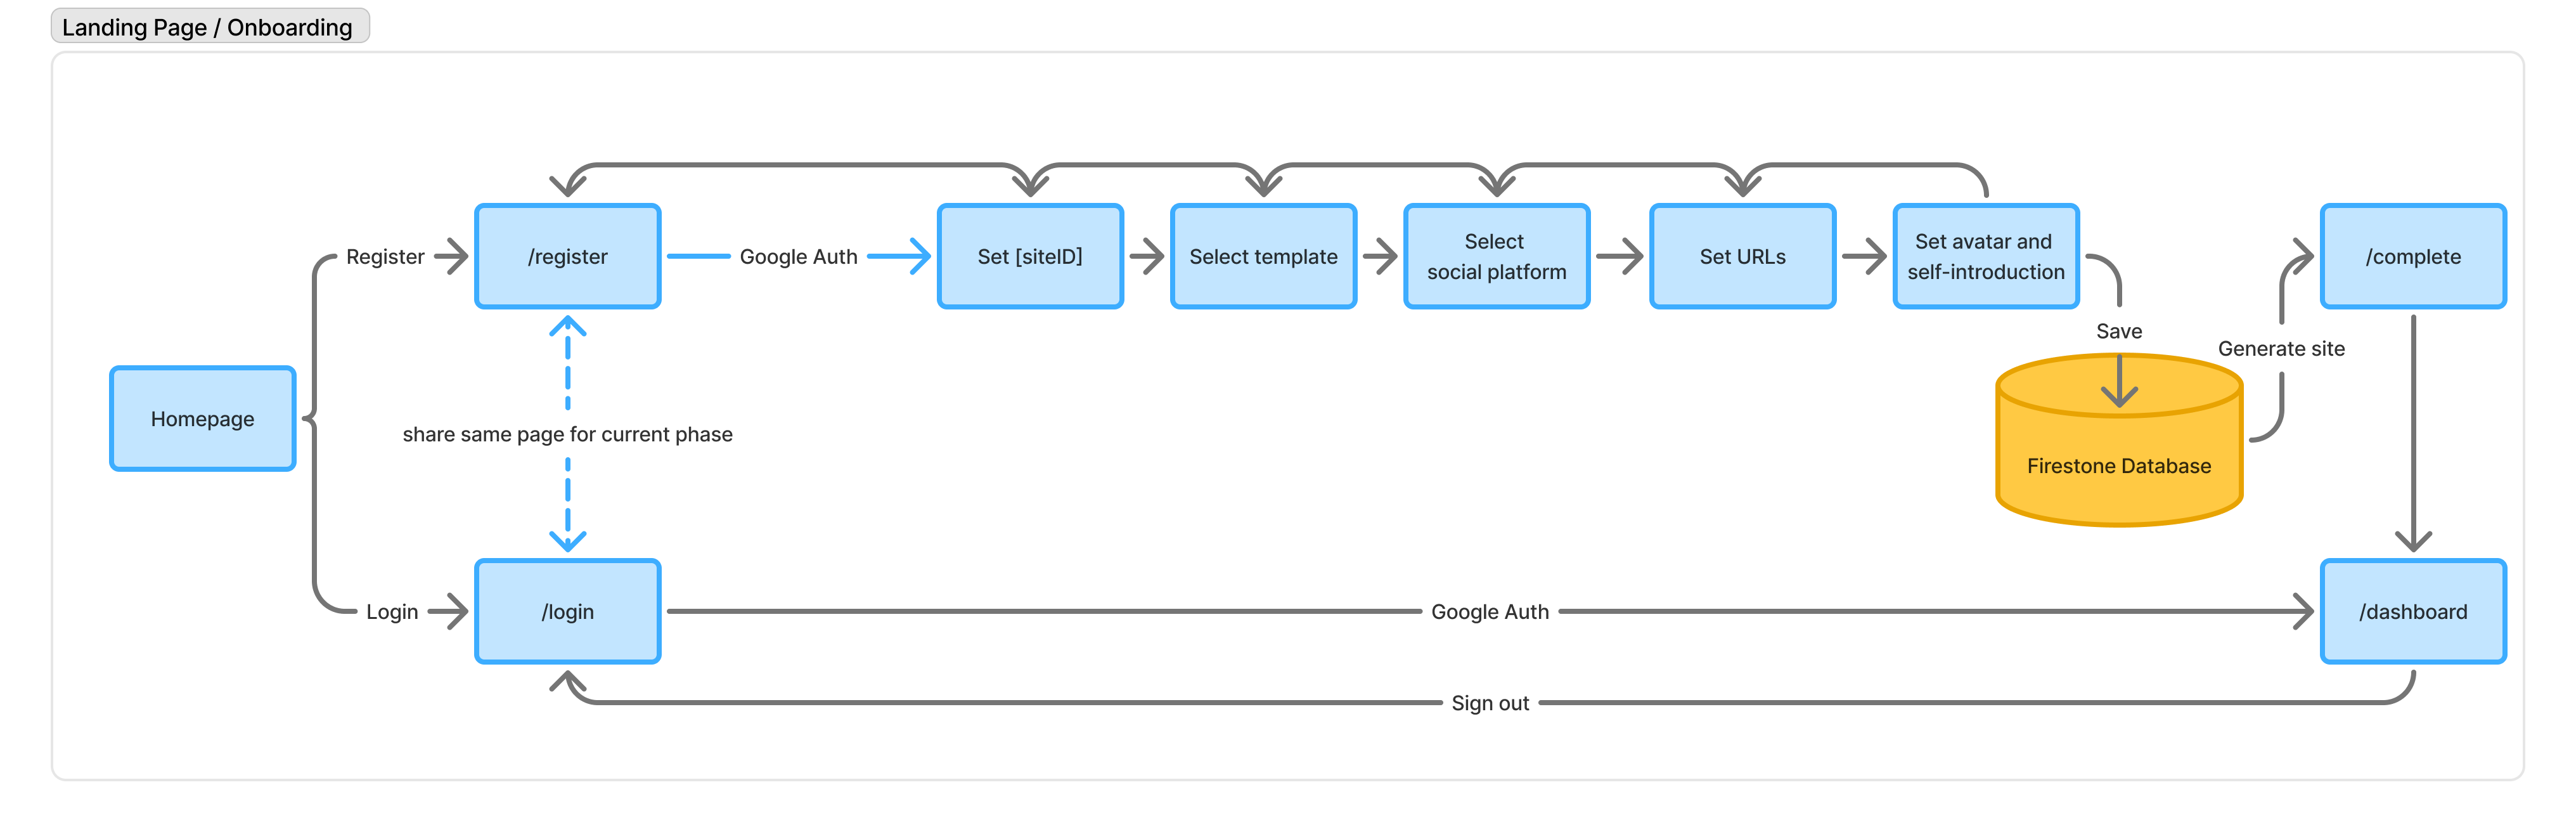 Landing Page / Onboarding
Register
/register
Google Auth
Set [siteID]
Select template
Select
social platform
Set URLs
Set avatar and
self-introduction
/complete
Save
Generate site
Homepage
share same page for current phase
Firestone Database
Login
/login
Google Auth
/dashboard
Sign out